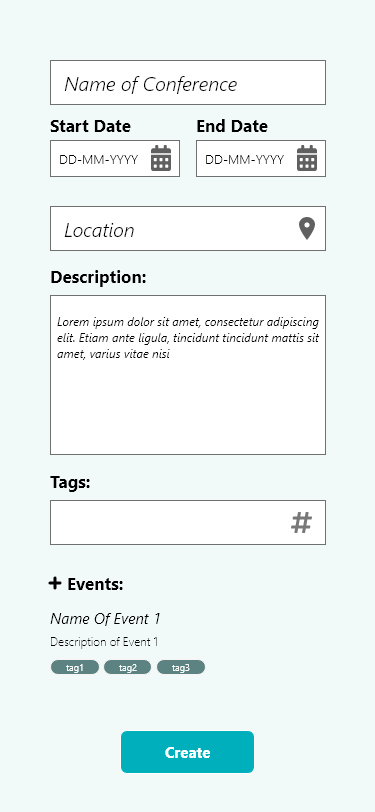 Name of Conference
Start Date End Date
DD-MM-YYYY DD-MM-YYYY
Location
Description:
Lorem ipsum dolor sit amet, consectetur adipiscing
elit. Etiam ante ligula, tincidunt tincidunt mattis sit
amet, varius vitae nisi
Tags:
#
+ Events:
Name Of Event 1
Description of Event 1
tag1 tag2 tag3
Create